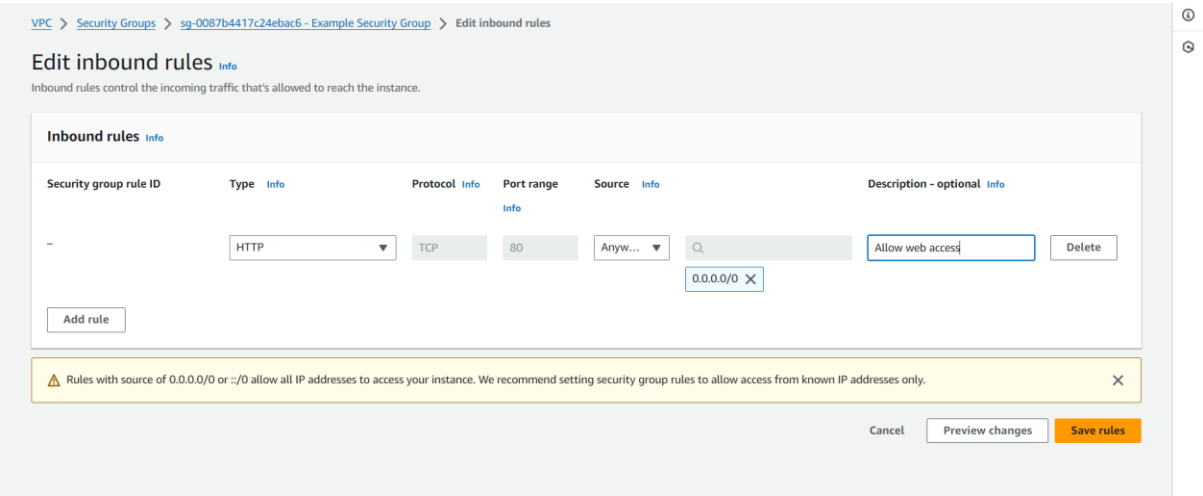 VPC > Security Groups > sg-0087b4417c24ebac6 - Example Security Group > Edit inbound rules
Edit inbound rules Info
Inbound rules control the incoming traffic that's allowed to reach the instance.
Inbound rules Info
Security group rule ID Type Info Protocol Info Port range Info Source Info Description - optional Info
– HTTP TCP 80 Anyw... Allow web access Delete
0.0.0.0/0
Add rule
Rules with source of 0.0.0.0/0 or ::/0 allow all IP addresses to access your instance. We recommend setting security group rules to allow access from known IP addresses only.
Cancel Preview changes Save rules